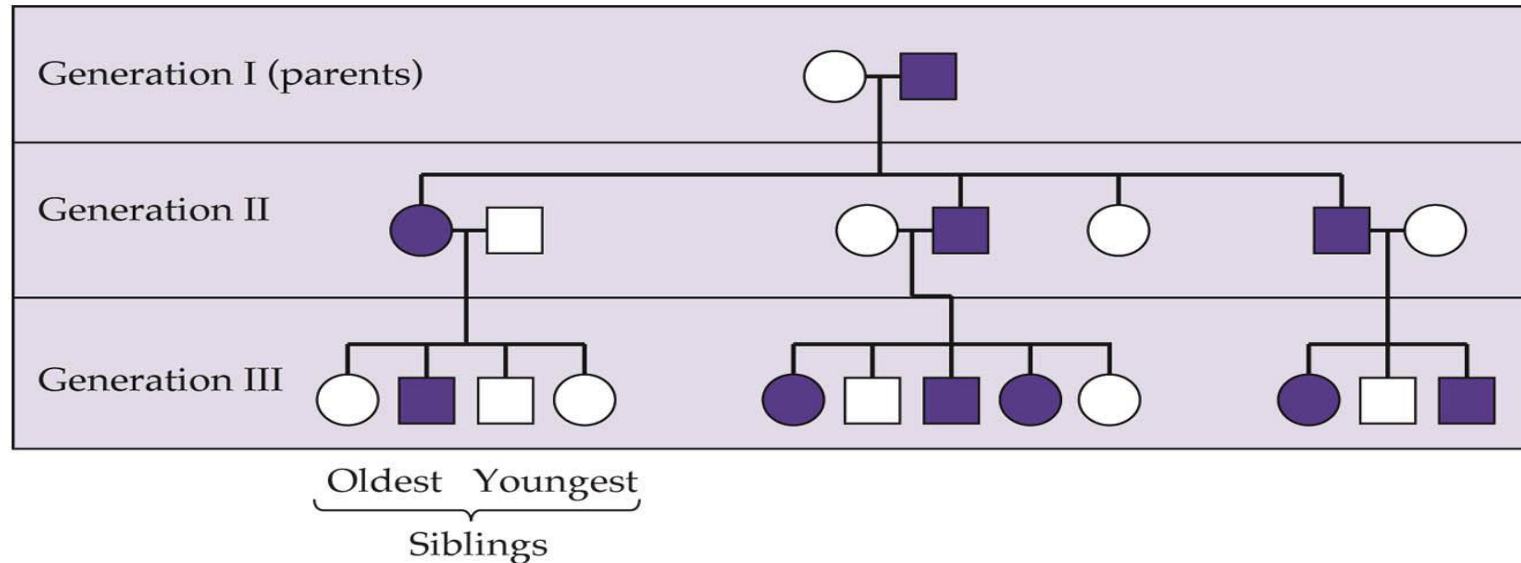 Generation I (parents)
Generation II
Generation III
Oldest Youngest
Siblings